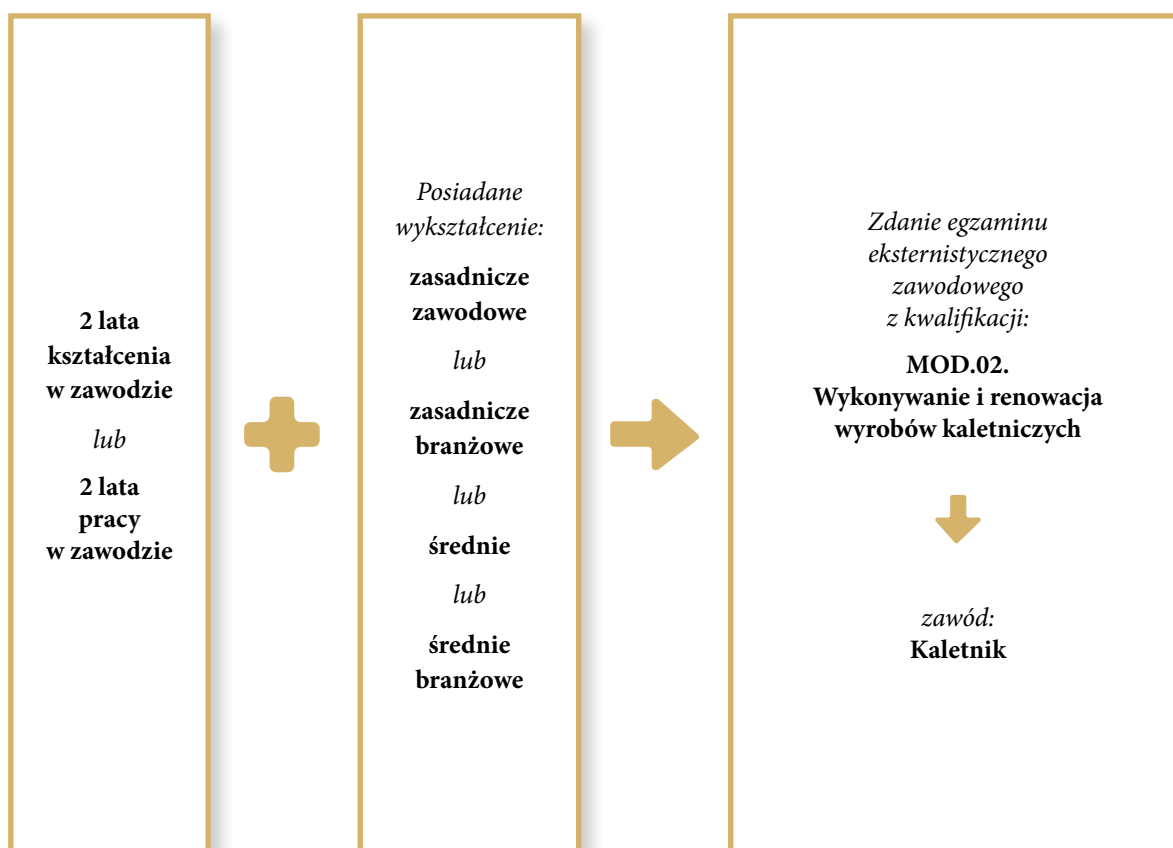 2 lata
kształcenia
w zawodzie
lub
2 lata
pracy
w zawodzie
Posiadane
wykształcenie:
zasadnicze
zawodowe
lub
zasadnicze
branżowe
lub
średnie
lub
średnie
branżowe
Zdanie egzaminu
eksternistycznego
zawodowego
z kwalifikacji:
MOD.02.
Wykonywanie i renowacja
wyrobów kaletniczych
zawód:
Kaletnik